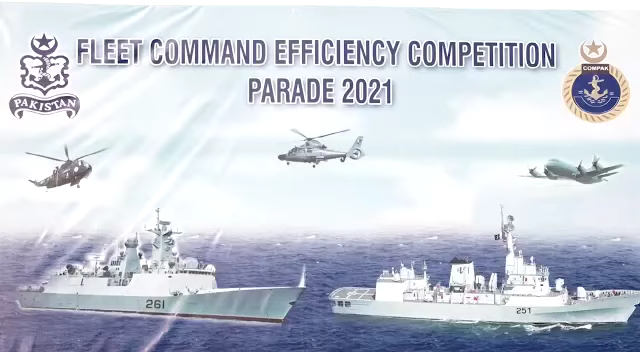 FLEET COMMAND EFFICIENCY COMPETITION
PARADE 2021
PAKISTAN
COMPAK
261
251